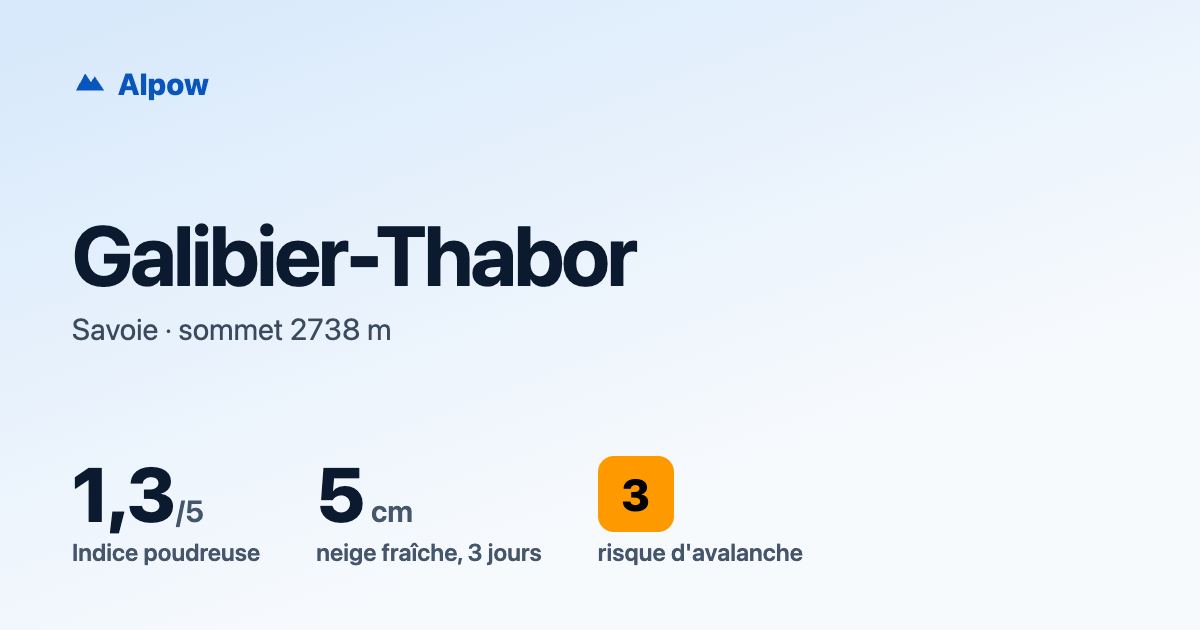 Alpow
Galibier-Thabor
Savoie · sommet 2738 m
1,3/5
Indice poudreuse
5 cm
neige fraîche, 3 jours
3
risque d'avalanche